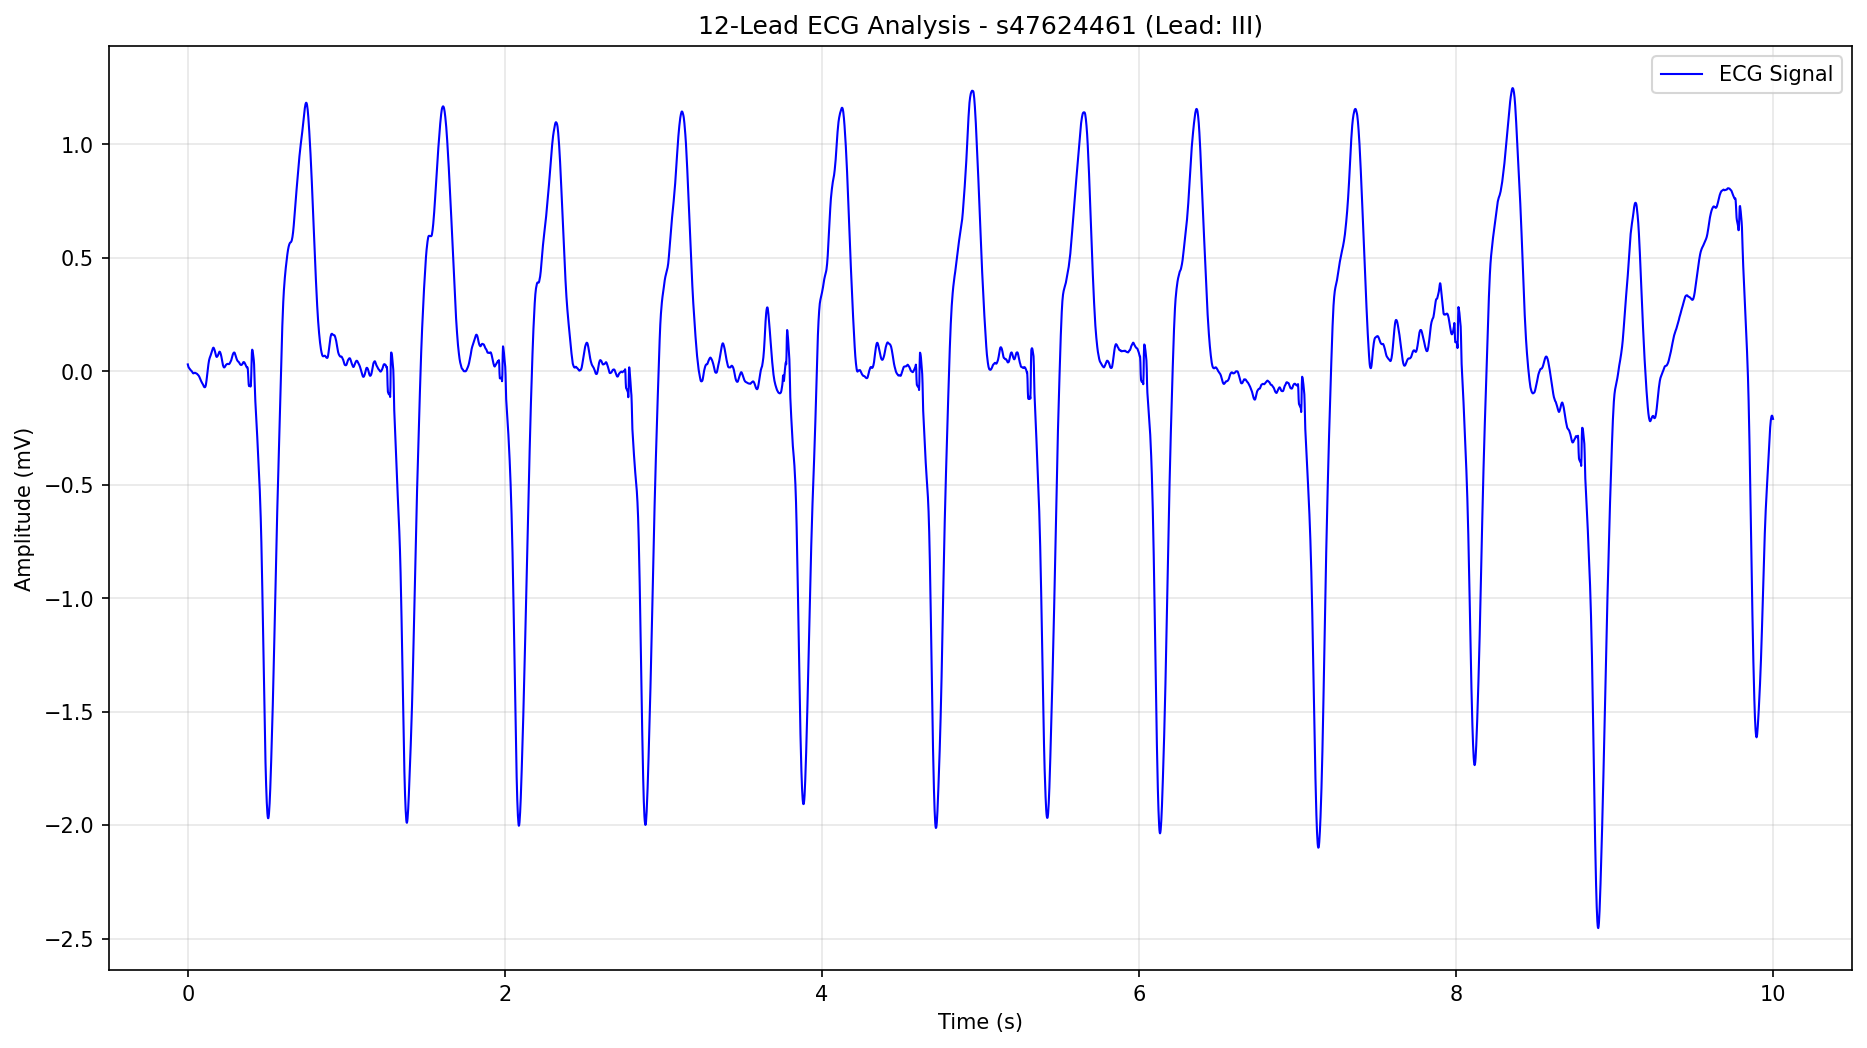 12-Lead ECG Analysis - s47624461 (Lead: III)
ECG Signal
Amplitude (mV)
1.0
0.5
0.0
−0.5
−1.0
−1.5
−2.0
−2.5
0 2 4 6 8 10
Time (s)